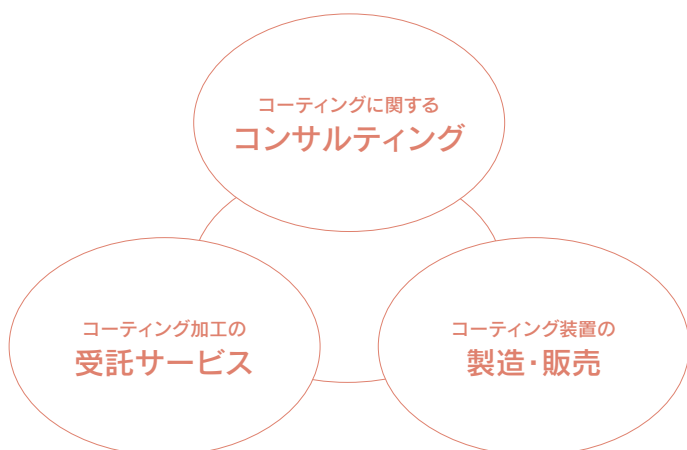 コーティングに関する
コンサルティング
コーティング加工の
受託サービス
コーティング装置の
製造・販売